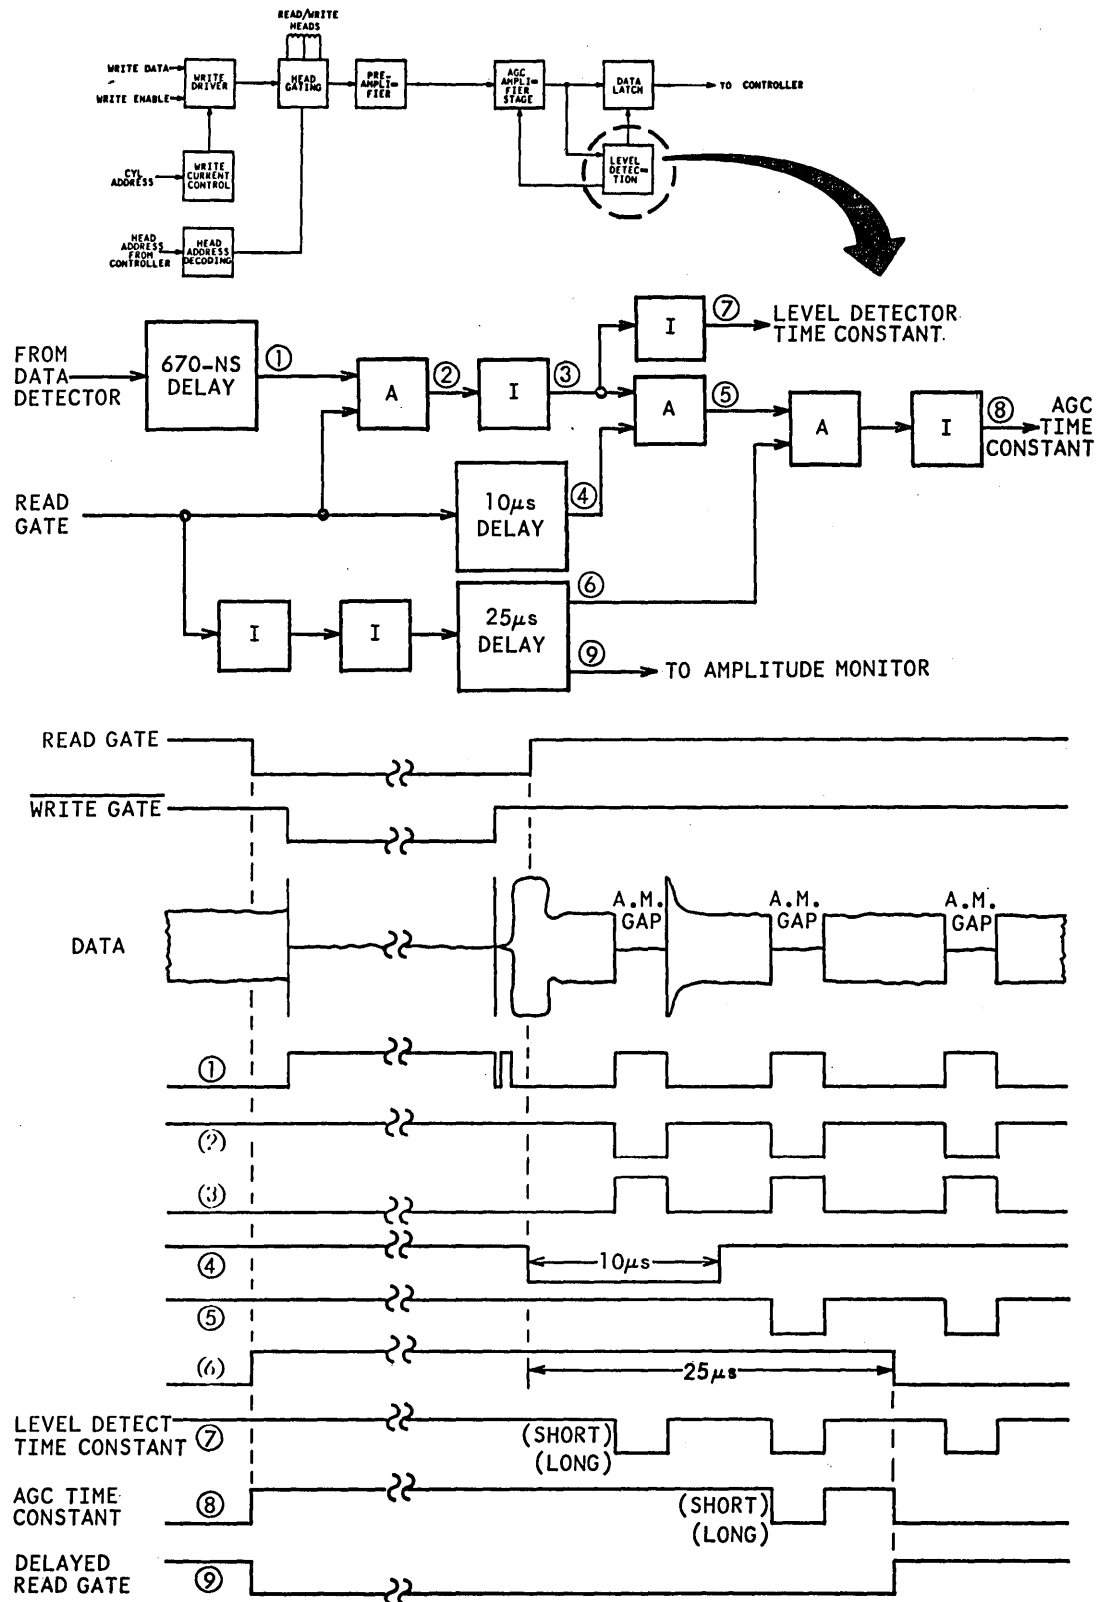 READ/WRITE
HEADS
WRITE DATA
WRITE ENABLE
WRITE
DRIVER
HEAD
GATING
PRE-
AMPLI-
FIER
AGC
AMPLI-
FIER
STAGE
DATA
LATCH
TO CONTROLLER
LEVEL
DETEC-
TION
CYL
ADDRESS
WRITE
CURRENT
CONTROL
HEAD
ADDRESS
FROM
CONTROLLER
HEAD
ADDRESS
DECODING
FROM
DATA
DETECTOR
670-NS
DELAY
①
A
②
I
③
I
⑦
LEVEL DETECTOR
TIME CONSTANT
A
⑤
A
I
⑧
AGC
TIME
CONSTANT
READ
GATE
10μs
DELAY
④
I
I
25μs
DELAY
⑥
⑨
TO AMPLITUDE MONITOR
READ GATE
WRITE GATE
DATA
A.M.
GAP
A.M.
GAP
A.M.
GAP
①
(2)
(3)
④
10μs
⑤
(6)
25μs
LEVEL DETECT
TIME CONSTANT ⑦
(SHORT)
(LONG)
AGC TIME
CONSTANT ⑧
(SHORT)
(LONG)
DELAYED
READ GATE ⑨